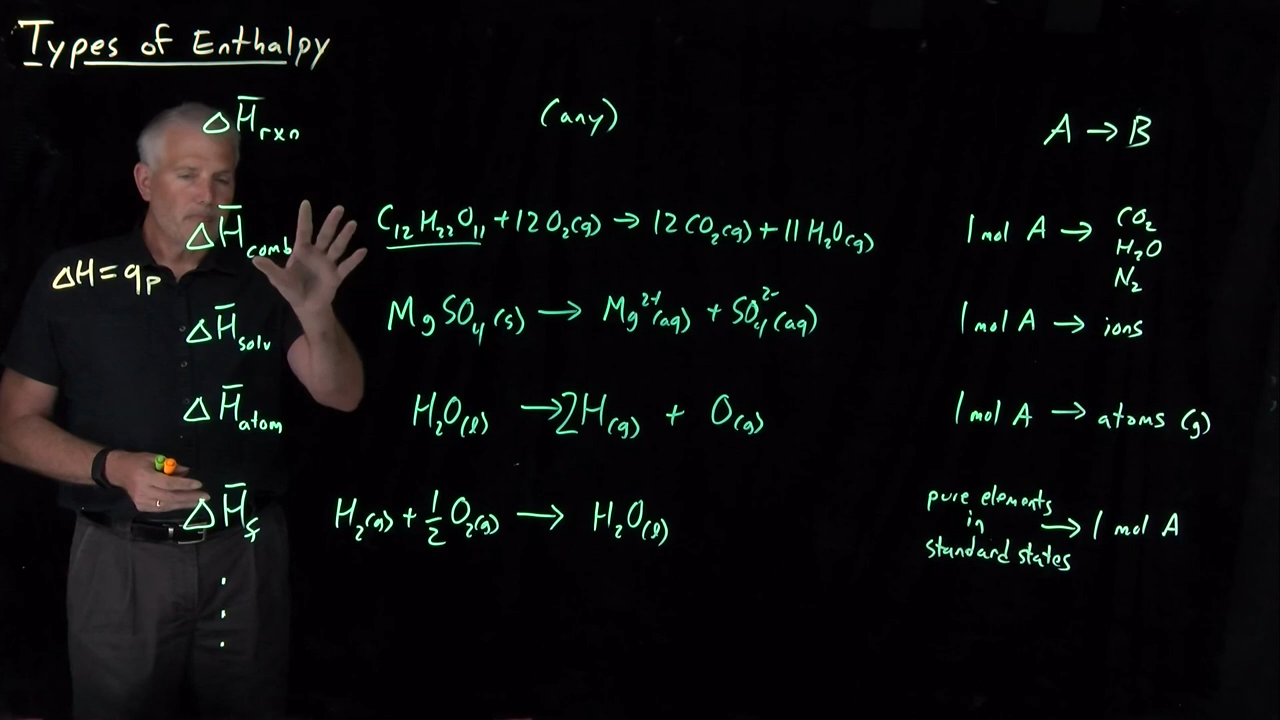 Types of Enthalpy
ΔH̅rxn (any) A → B
ΔH̅comb C₁₂H₂₂O₁₁ + 12 O₂(g) → 12 CO₂(g) + 11 H₂O(g) 1 mol A → CO₂
H₂O
N₂
ΔH = qₚ
ΔH̅solv MgSO₄(s) → Mg²⁺(aq) + SO₄²⁻(aq) 1 mol A → ions
ΔH̅atom H₂O(ℓ) → 2H(g) + O(g) 1 mol A → atoms (g)
ΔH̅f H₂(g) + ½ O₂(g) → H₂O(ℓ) pure elements
in → 1 mol A
standard states